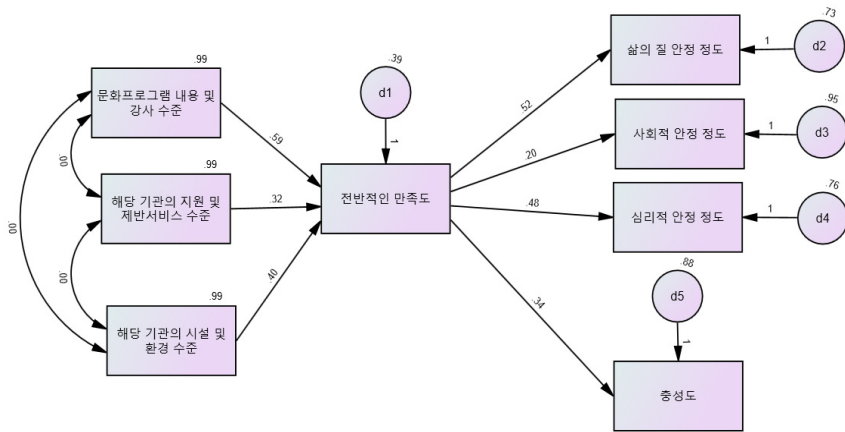 .99
문화프로그램 내용 및
강사 수준
.99
해당 기관의 지원 및
제반서비스 수준
.99
해당 기관의 시설 및
환경 수준
.00
.00
.00
.59
.32
.40
.39
d1
1
전반적인 만족도
.52
.20
.48
.34
.73
삶의 질 안정 정도
1
d2
.95
사회적 안정 정도
1
d3
.76
심리적 안정 정도
1
d4
.88
d5
1
충성도